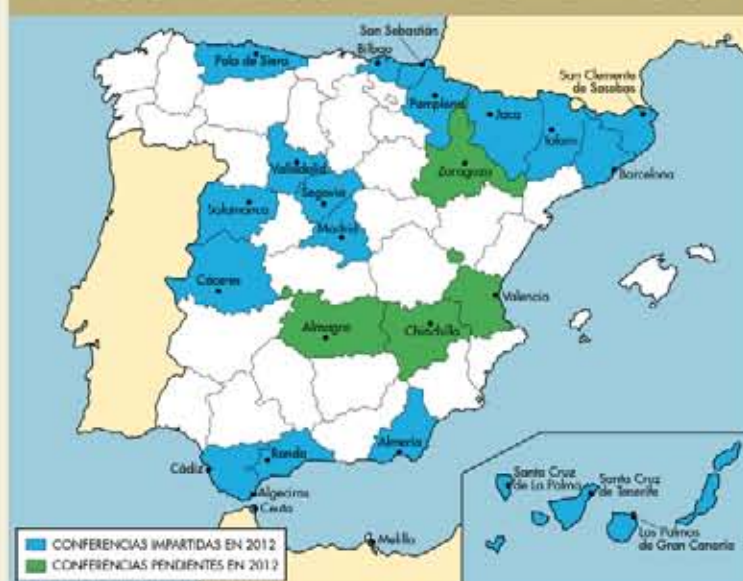 San Sebastián
Bilbao
Pola de Siero
San Clemente
de Sasebas
Pamplona
Jaca
Zaragoza
Barcelona
Valladolid
Segovia
Salamanca
Madrid
Cáceres
Valencia
Almagro
Chinchilla
Almería
Ronda
Cádiz
Algeciras
Ceuta
Melilla
Santa Cruz
de La Palma
Santa Cruz
de Tenerife
Las Palmas
de Gran Canaria
CONFERENCIAS IMPARTIDAS EN 2012
CONFERENCIAS PENDIENTES EN 2012